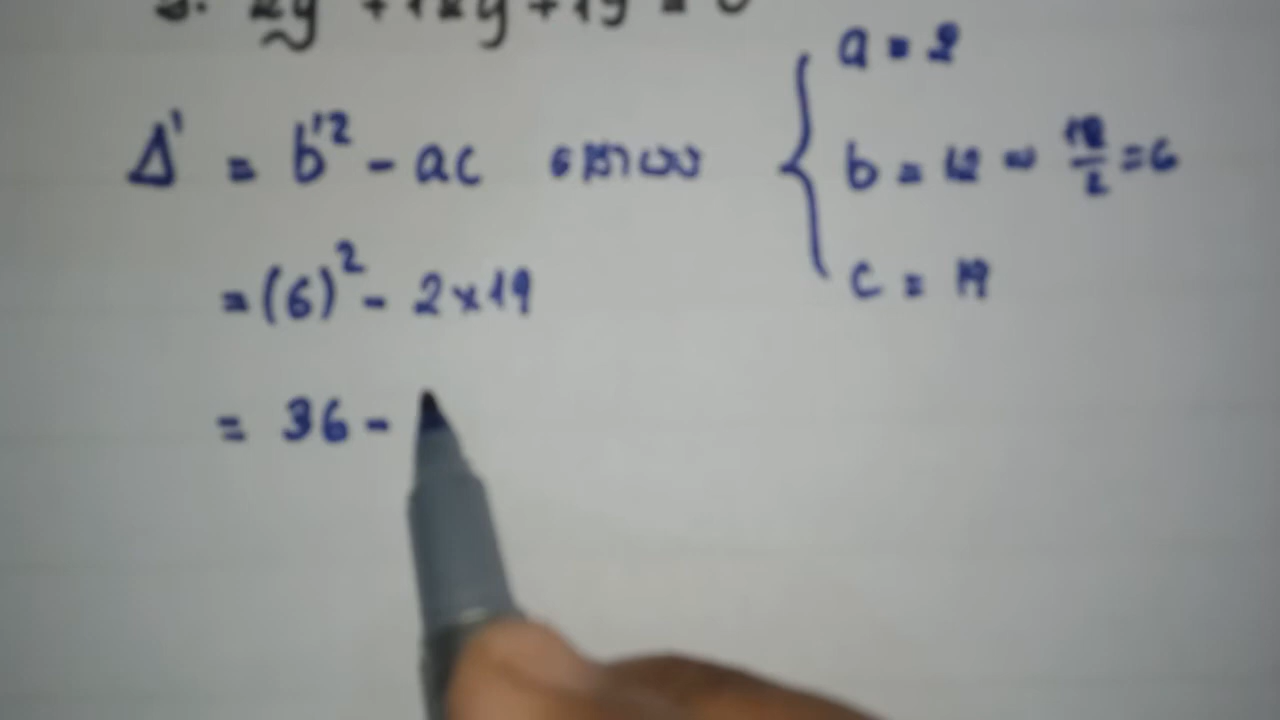 Δ' = b'² - ac
a = 2
b = 12 ⇒ 12/2 = 6
c = 19
= (6)² - 2 × 19
= 36 -